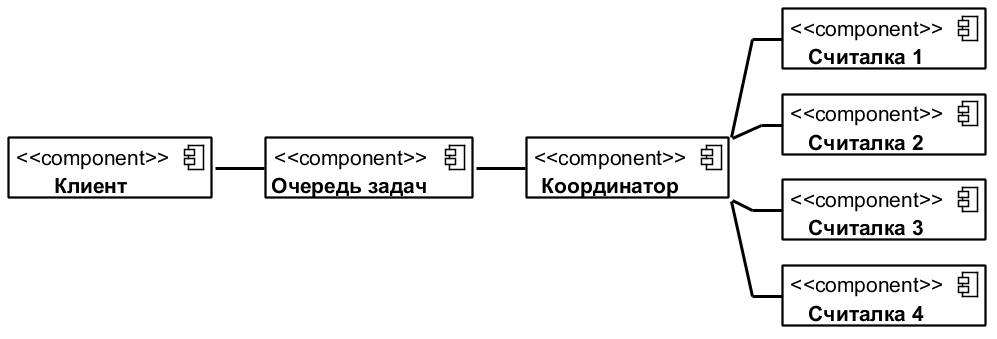 <<component>>
Клиент
<<component>>
Очередь задач
<<component>>
Координатор
<<component>>
Считалка 1
<<component>>
Считалка 2
<<component>>
Считалка 3
<<component>>
Считалка 4